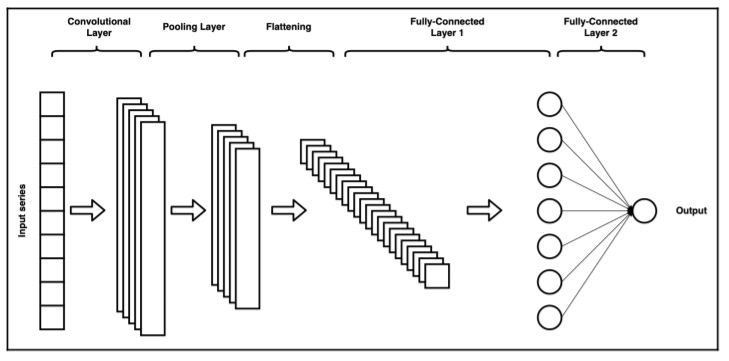 Convolutional
Layer
Pooling Layer
Flattening
Fully-Connected
Layer 1
Fully-Connected
Layer 2
Input series
Output